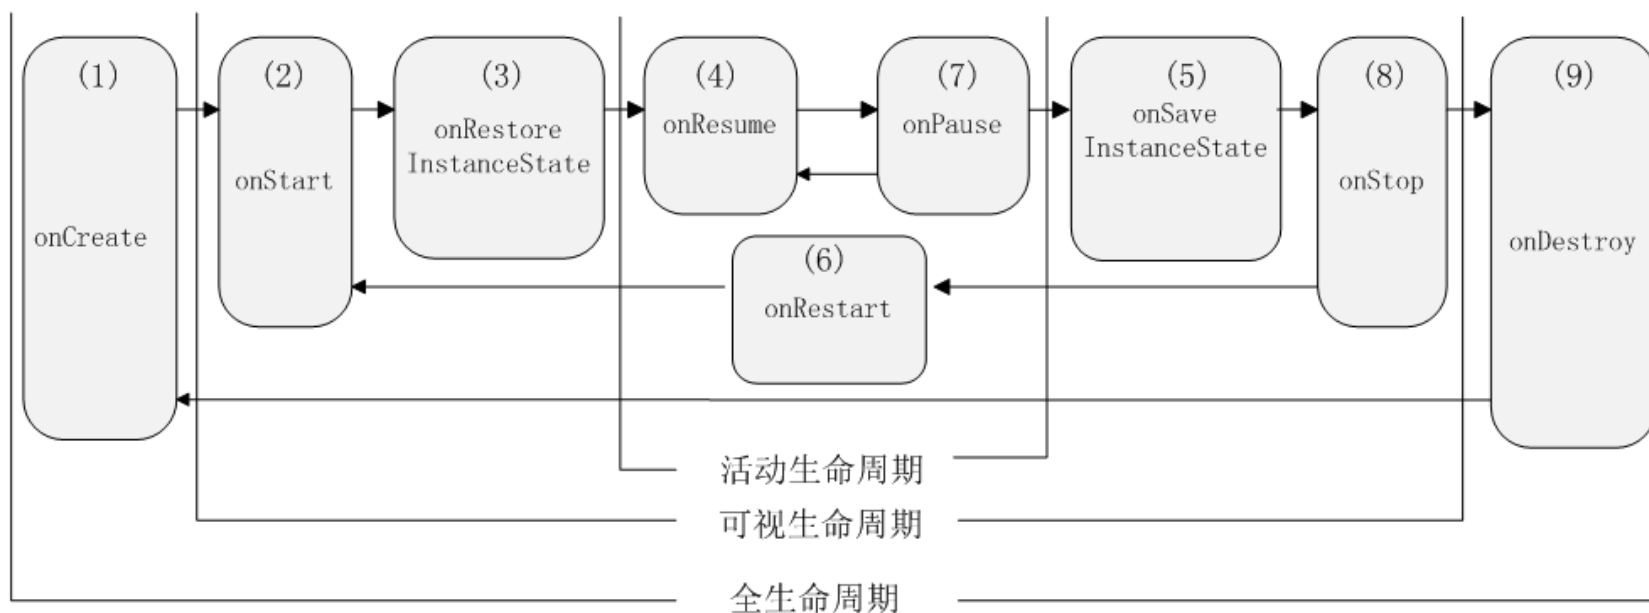 (1)
onCreate
(2)
onStart
(3)
onRestore
InstanceState
(4)
onResume
(7)
onPause
(5)
onSave
InstanceState
(8)
onStop
(9)
onDestroy
(6)
onRestart
活动生命周期
可视生命周期
全生命周期